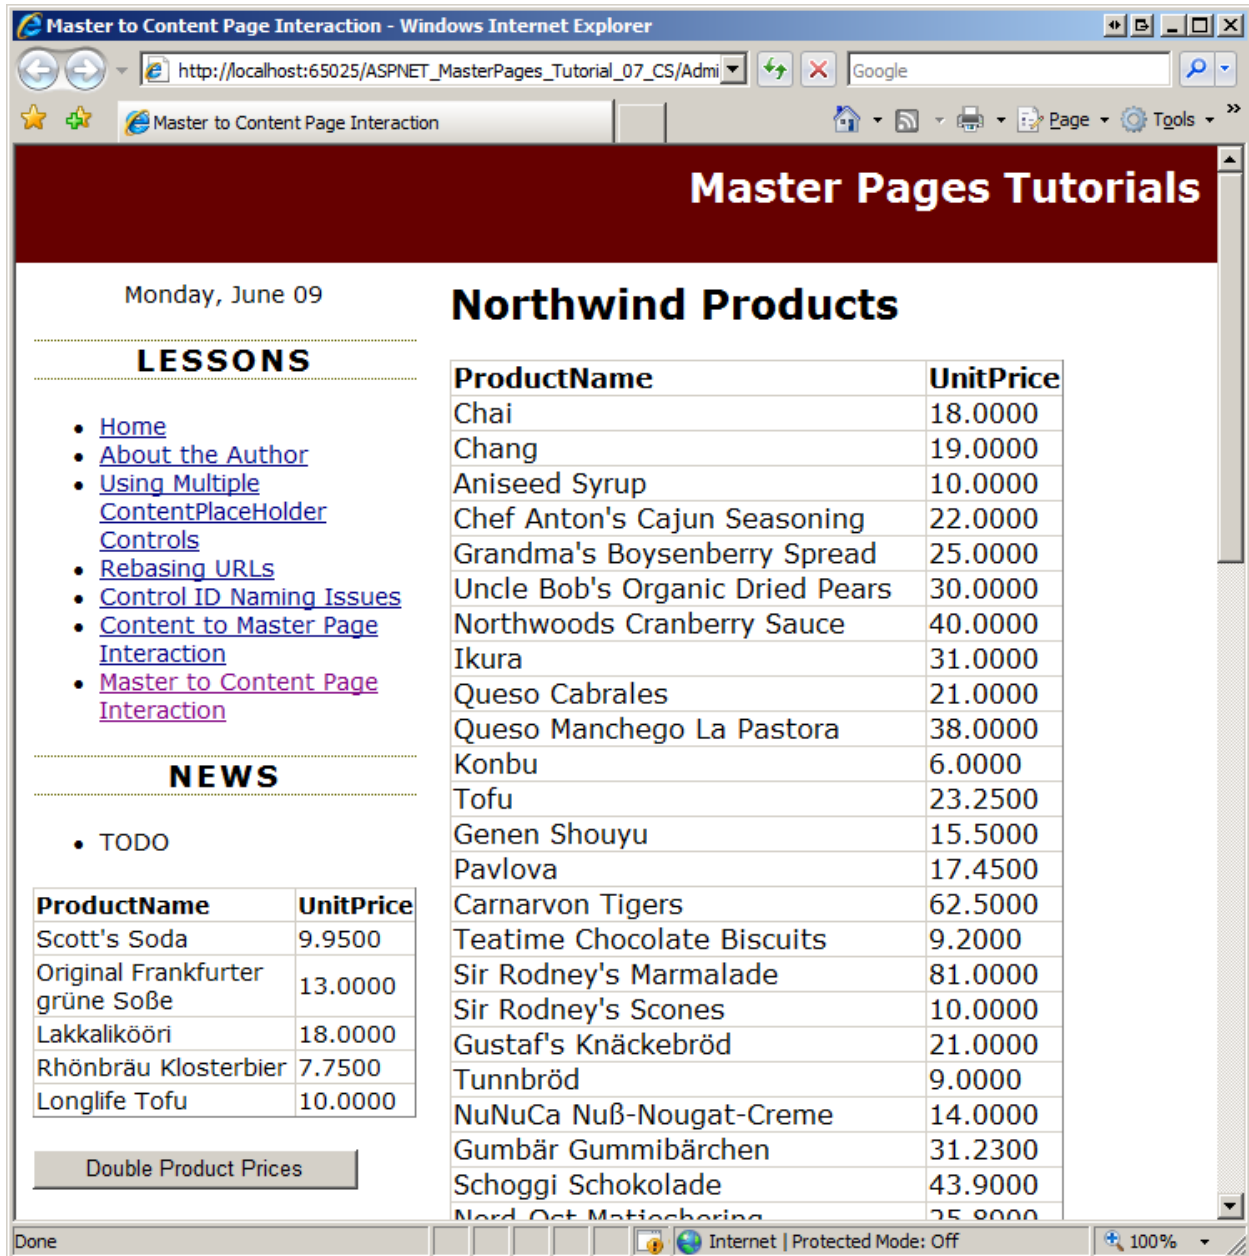 Master to Content Page Interaction - Windows Internet Explorer
http://localhost:65025/ASPNET_MasterPages_Tutorial_07_CS/Admi
Google
Master to Content Page Interaction
Page
Tools
»
Master Pages Tutorials
Monday, June 09
LESSONS
Home
About the Author
Using Multiple
ContentPlaceHolder
Controls
Rebasing URLs
Control ID Naming Issues
Content to Master Page
Interaction
Master to Content Page
Interaction
NEWS
TODO
ProductName UnitPrice
Scott's Soda 9.9500
Original Frankfurter
grüne Soße 13.0000
Lakkalikööri 18.0000
Rhönbräu Klosterbier 7.7500
Longlife Tofu 10.0000
Double Product Prices
Northwind Products
ProductName UnitPrice
Chai 18.0000
Chang 19.0000
Aniseed Syrup 10.0000
Chef Anton's Cajun Seasoning 22.0000
Grandma's Boysenberry Spread 25.0000
Uncle Bob's Organic Dried Pears 30.0000
Northwoods Cranberry Sauce 40.0000
Ikura 31.0000
Queso Cabrales 21.0000
Queso Manchego La Pastora 38.0000
Konbu 6.0000
Tofu 23.2500
Genen Shouyu 15.5000
Pavlova 17.4500
Carnarvon Tigers 62.5000
Teatime Chocolate Biscuits 9.2000
Sir Rodney's Marmalade 81.0000
Sir Rodney's Scones 10.0000
Gustaf's Knäckebröd 21.0000
Tunnbröd 9.0000
NuNuCa Nuß-Nougat-Creme 14.0000
Gumbär Gummibärchen 31.2300
Schoggi Schokolade 43.9000
Nord-Ost Matjeshering 25.8900
Done
Internet | Protected Mode: Off
100%